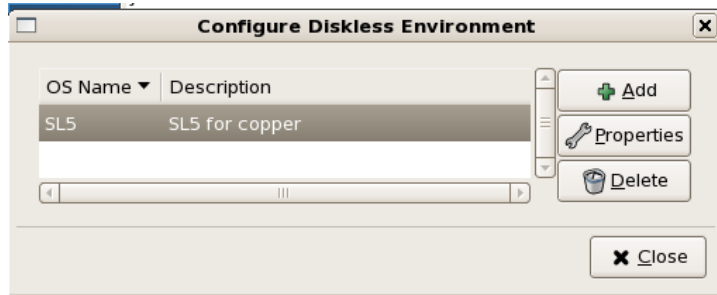 Configure Diskless Environment
OS Name Description
SL5 SL5 for copper
Add
Properties
Delete
Close